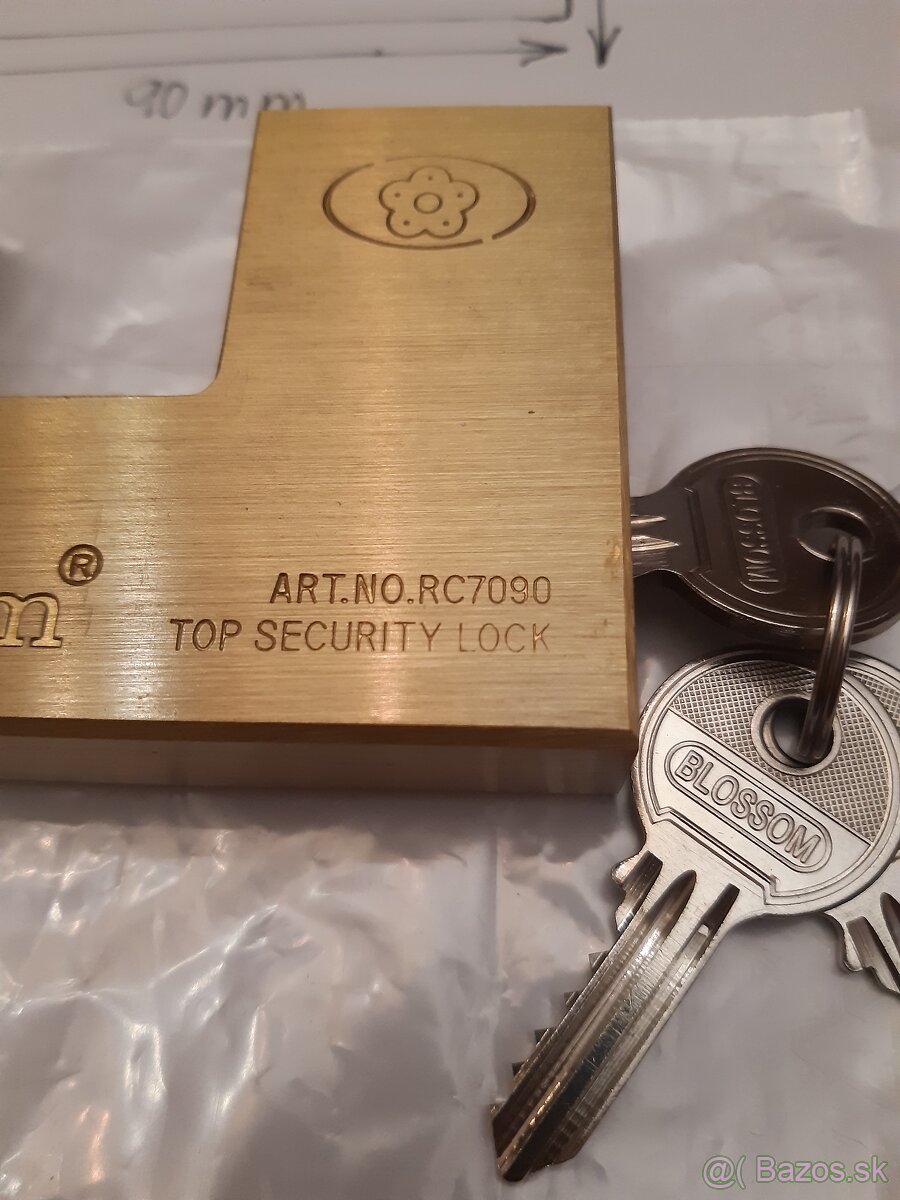 90 mm
m®
ART.NO.RC7090
TOP SECURITY LOCK
BLOSSOM
BLOSSOM
@( Bazos.sk